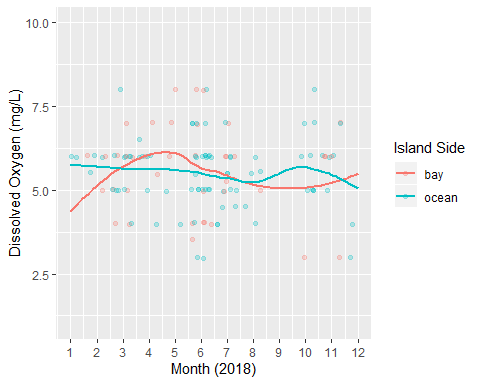 10.0
7.5
5.0
2.5
Dissolved Oxygen (mg/L)
1 2 3 4 5 6 7 8 9 10 11 12
Month (2018)
Island Side
bay
ocean